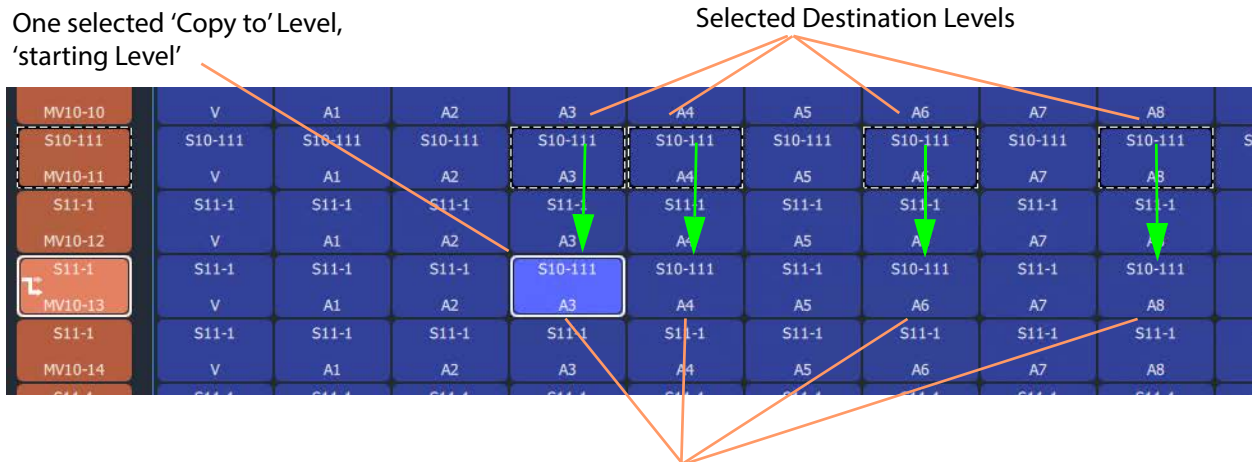 One selected ‘Copy to’ Level,
‘starting Level’
Selected Destination Levels
MV10-10 V A1 A2 A3 A4 A5 A6 A7 A8
S10-111 S10-111 S10-111 S10-111 S10-111 S10-111 S10-111 S10-111 S10-111 S10-111 S
MV10-11 V A1 A2 A3 A4 A5 A6 A7 A8
S11-1 S11-1 S11-1 S11-1 S11-1 S11-1 S11-1 S11-1 S11-1 S11-1
MV10-12 V A1 A2 A3 A4 A5 A6 A7 A8
S11-1 S11-1 S11-1 S11-1 S10-111 S10-111 S11-1 S10-111 S11-1 S10-111
MV10-13 V A1 A2 A3 A4 A5 A6 A7 A8
S11-1 S11-1 S11-1 S11-1 S11-1 S11-1 S11-1 S11-1 S11-1 S11-1
MV10-14 V A1 A2 A3 A4 A5 A6 A7 A8